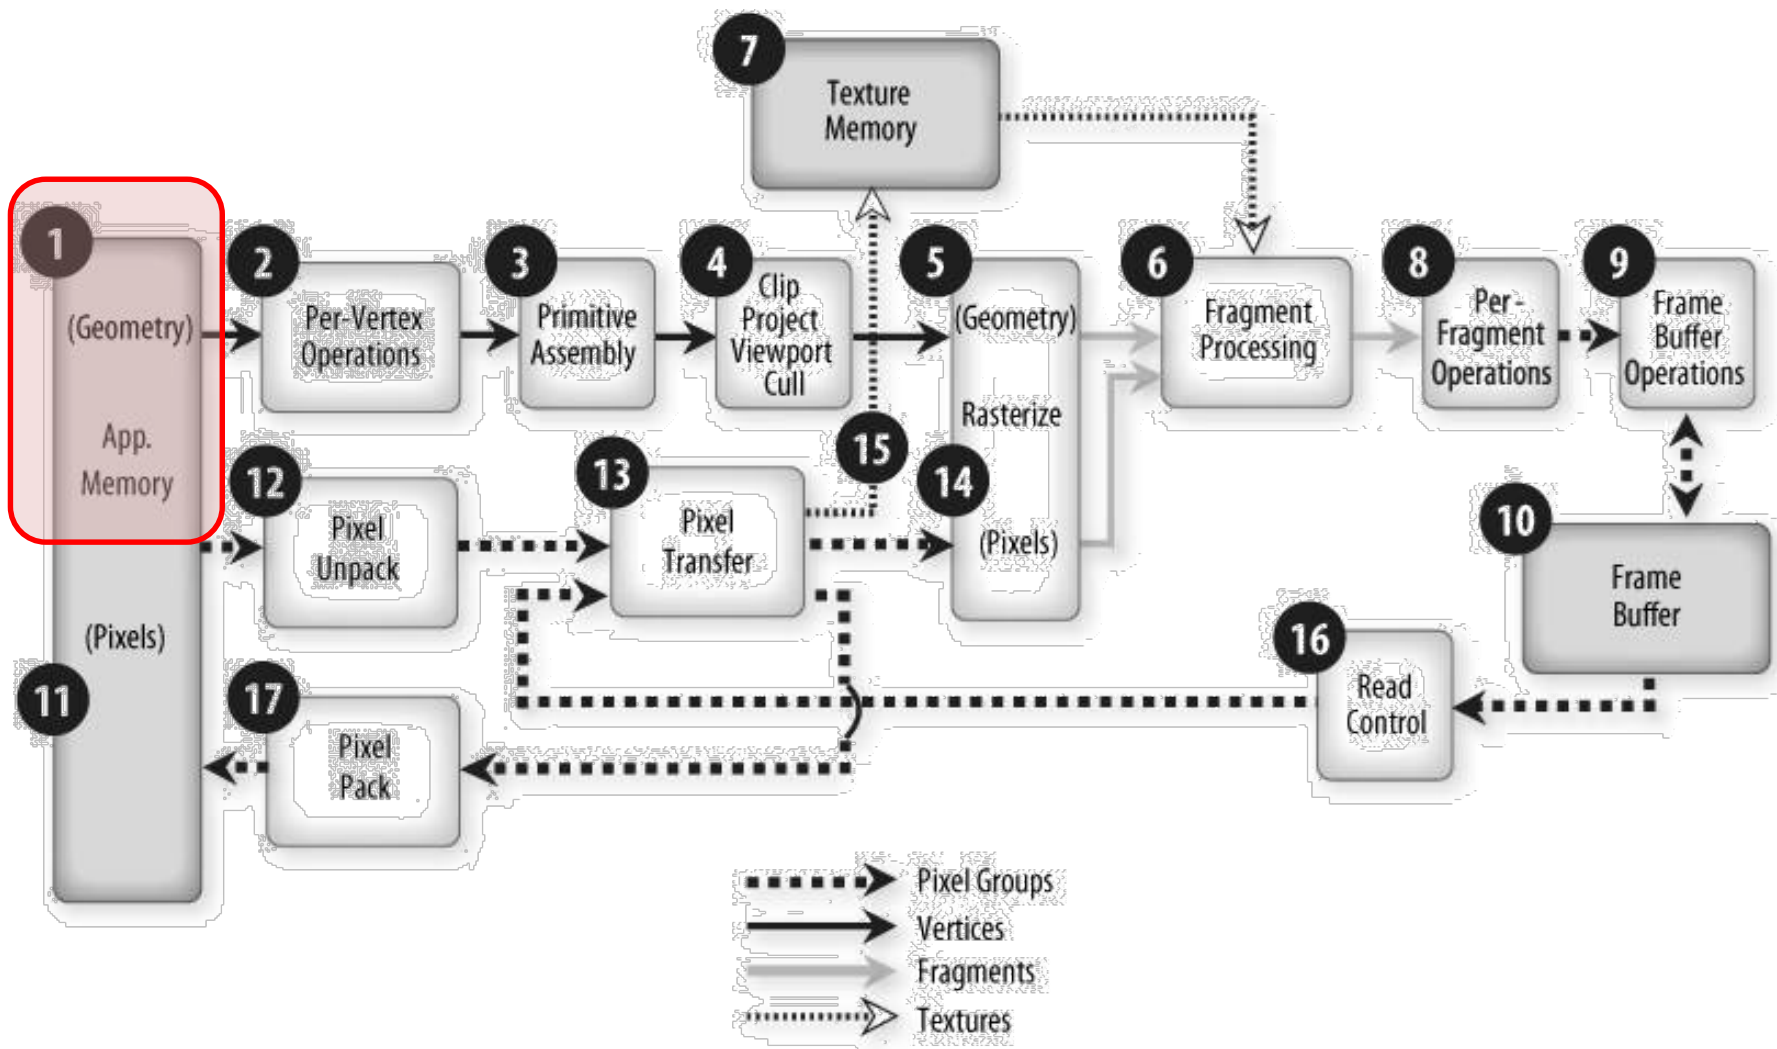 7
Texture
Memory
1
(Geometry)
App.
Memory
(Pixels)
11
2
Per-Vertex
Operations
3
Primitive
Assembly
4
Clip
Project
Viewport
Cull
5
(Geometry)
Rasterize
14
(Pixels)
6
Fragment
Processing
8
Per-
Fragment
Operations
9
Frame
Buffer
Operations
12
Pixel
Unpack
13
Pixel
Transfer
15
10
Frame
Buffer
16
Read
Control
17
Pixel
Pack
Pixel Groups
Vertices
Fragments
Textures